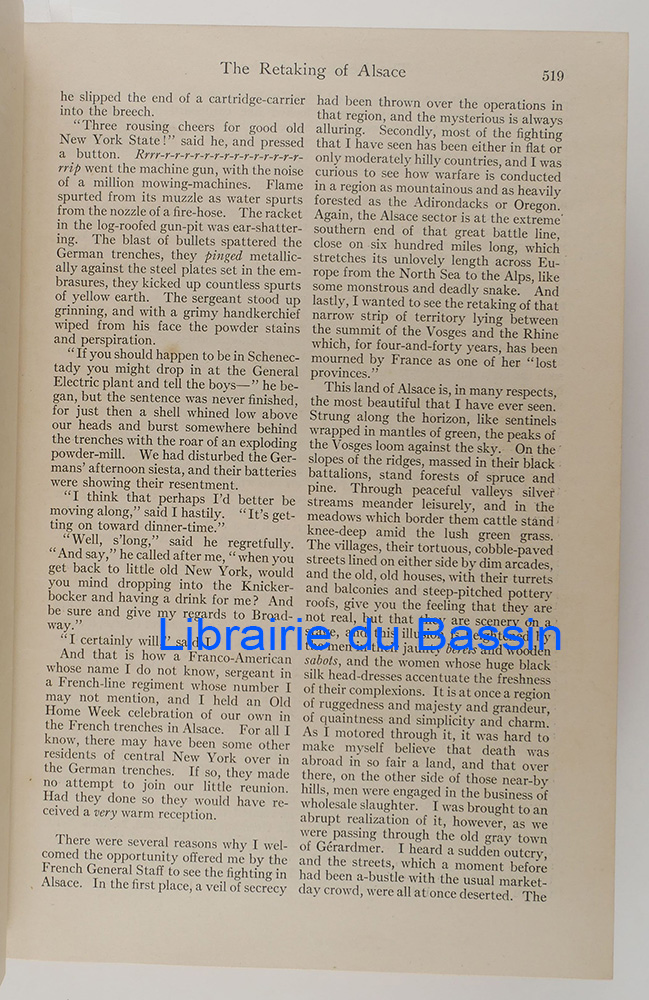 The Retaking of Alsace
519
he slipped the end of a cartridge-carrier
into the breech.
"Three rousing cheers for good old
New York State!" said he, and pressed
a button. Rrrr-r-r-r-r-r-r-r-r-r-r-r-r-r-
rrip went the machine gun, with the noise
of a million mowing-machines. Flame
spurted from its muzzle as water spurts
from the nozzle of a fire-hose. The racket
in the log-roofed gun-pit was ear-shatter-
ing. The blast of bullets spattered the
German trenches, they pinged metallic-
ally against the steel plates set in the em-
brasures, they kicked up countless spurts
of yellow earth. The sergeant stood up
grinning, and with a grimy handkerchief
wiped from his face the powder stains
and perspiration.
"If you should happen to be in Schenec-
tady you might drop in at the General
Electric plant and tell the boys—" he be-
gan, but the sentence was never finished,
for just then a shell whined low above
our heads and burst somewhere behind
the trenches with the roar of an exploding
powder-mill. We had disturbed the Ger-
mans' afternoon siesta, and their batteries
were showing their resentment.
"I think that perhaps I'd better be
moving along," said I hastily. "It's get-
ting on toward dinner-time."
"Well, s'long," said he regretfully.
"And say," he called after me, "when you
get back to little old New York, would
you mind dropping into the Knicker-
bocker and having a drink for me? And
be sure and give my regards to Broad-
way."
"I certainly will," said I.
And that is how a Franco-American
whose name I do not know, sergeant in
a French-line regiment whose number I
may not mention, and I held an Old
Home Week celebration of our own in
the French trenches in Alsace. For all I
know, there may have been some other
residents of central New York over in
the German trenches. If so, they made
no attempt to join our little reunion.
Had they done so they would have re-
ceived a very warm reception.
There were several reasons why I wel-
comed the opportunity offered me by the
French General Staff to see the fighting in
Alsace. In the first place, a veil of secrecy
had been thrown over the operations in
that region, and the mysterious is always
alluring. Secondly, most of the fighting
that I have seen has been either in flat or
only moderately hilly countries, and I was
curious to see how warfare is conducted
in a region as mountainous and as heavily
forested as the Adirondacks or Oregon.
Again, the Alsace sector is at the extreme
southern end of that great battle line,
close on six hundred miles long, which
stretches its unlovely length across Eu-
rope from the North Sea to the Alps, like
some monstrous and deadly snake. And
lastly, I wanted to see the retaking of that
narrow strip of territory lying between
the summit of the Vosges and the Rhine
which, for four-and-forty years, has been
mourned by France as one of her "lost
provinces."
This land of Alsace is, in many respects,
the most beautiful that I have ever seen.
Strung along the horizon, like sentinels
wrapped in mantles of green, the peaks of
the Vosges loom against the sky. On the
slopes of the ridges, massed in their black
battalions, stand forests of spruce and
pine. Through peaceful valleys silver
streams meander leisurely, and in the
meadows which border them cattle stand
knee-deep amid the lush green grass.
The villages, their tortuous, cobble-paved
streets lined on either side by dim arcades,
and the old, old houses, with their turrets
and balconies and steep-pitched pottery
roofs, give you the feeling that they are
not real, but that they are scenery on a
stage, and this illusion is heightened by
the men in their jaunty berets and wooden
sabots, and the women whose huge black
silk head-dresses accentuate the freshness
of their complexions. It is at once a region
of ruggedness and majesty and grandeur,
of quaintness and simplicity and charm.
As I motored through it, it was hard to
make myself believe that death was
abroad in so fair a land, and that over
there, on the other side of those near-by
hills, men were engaged in the business of
wholesale slaughter. I was brought to an
abrupt realization of it, however, as we
were passing through the old gray town
of Gérardmer. I heard a sudden outcry,
and the streets, which a moment before
had been a-bustle with the usual market-
day crowd, were all at once deserted. The
Librairie du Bassin